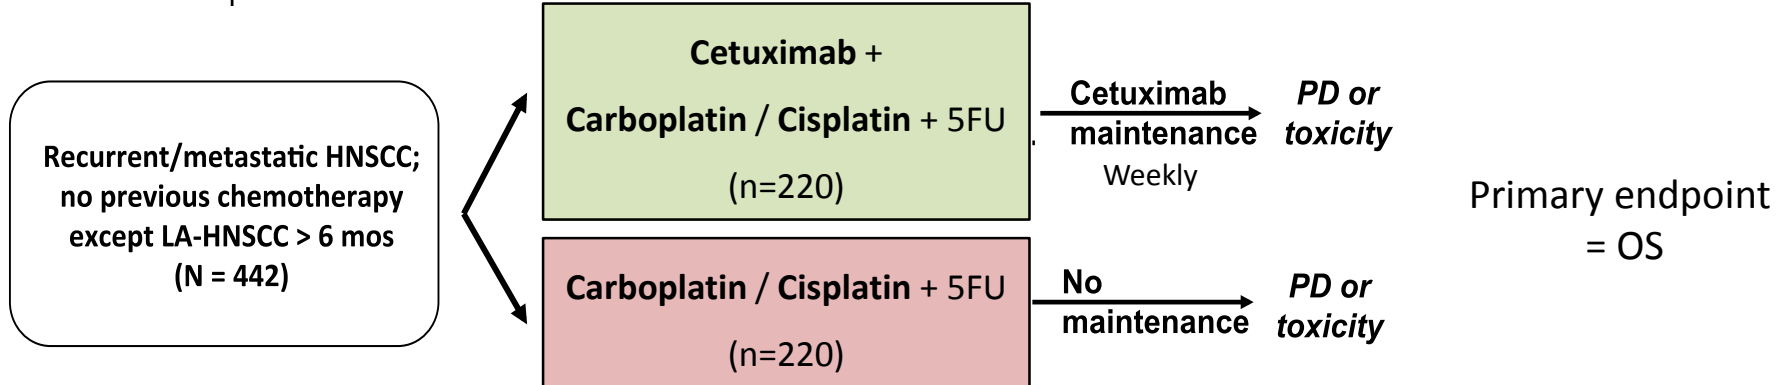 Recurrent/metastatic HNSCC;
no previous chemotherapy
except LA-HNSCC > 6 mos
(N = 442)
Cetuximab +
Carboplatin / Cisplatin + 5FU
(n=220)
Cetuximab
maintenance
Weekly
PD or
toxicity
Carboplatin / Cisplatin + 5FU
(n=220)
No
maintenance
PD or
toxicity
Primary endpoint
= OS